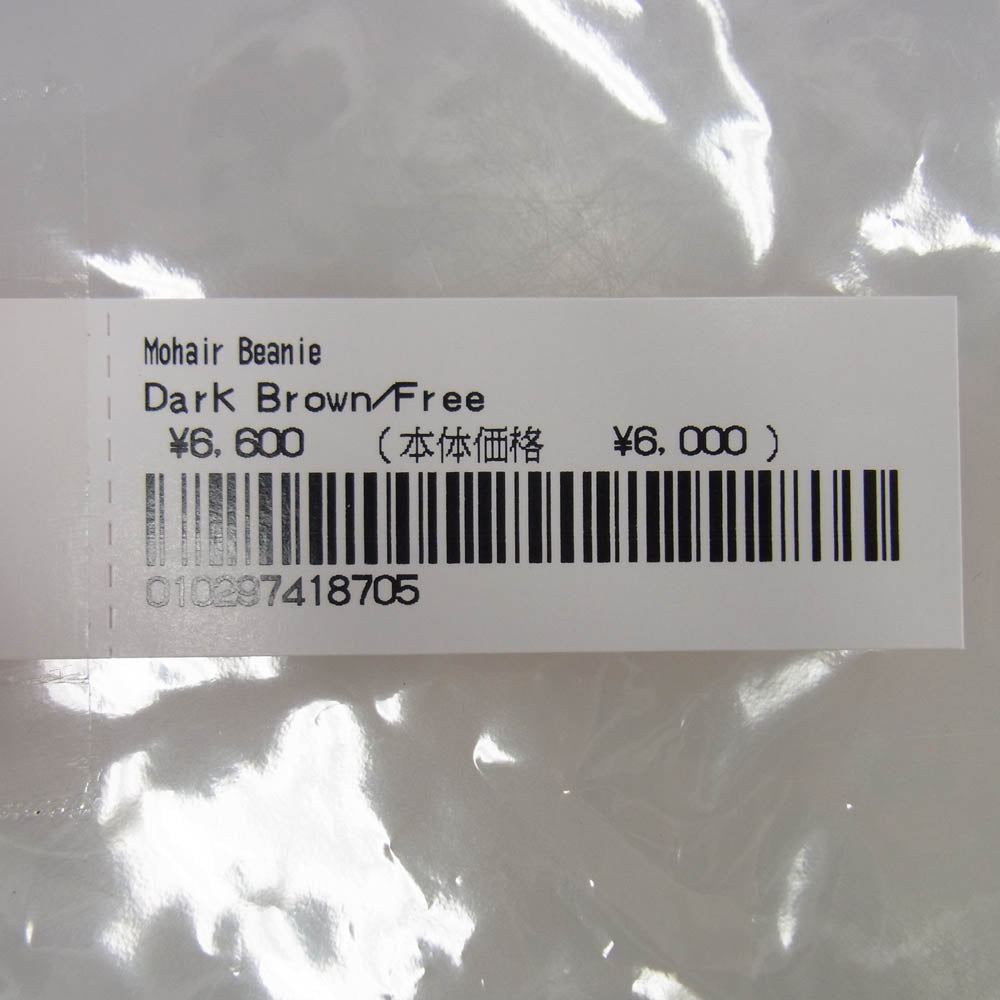 Mohair Beanie
Dark Brown/Free
¥6,600 (本体価格 ¥6,000)
010297418705